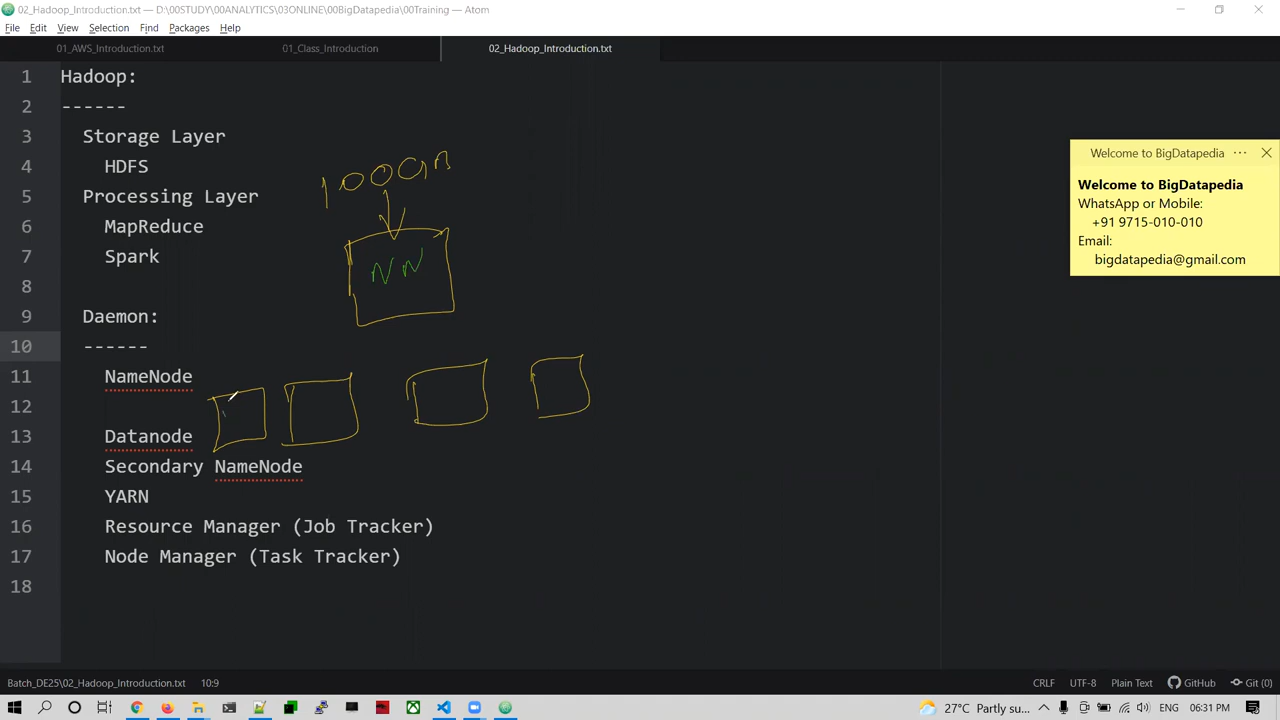 02_Hadoop_Introduction.txt — D:\00STUDY\00ANALYTICS\03ONLINE\00BigDatapedia\00Training — Atom
File Edit View Selection Find Packages Help
01_AWS_Introduction.txt 01_Class_Introduction 02_Hadoop_Introduction.txt
1 Hadoop:
2 ------
3 Storage Layer
4 HDFS
5 Processing Layer
6 MapReduce
7 Spark
8
9 Daemon:
10 ------
11 NameNode
12
13 Datanode
14 Secondary NameNode
15 YARN
16 Resource Manager (Job Tracker)
17 Node Manager (Task Tracker)
18
NN
Welcome to BigDatapedia ···
Welcome to BigDatapedia
WhatsApp or Mobile:
+91 9715-010-010
Email:
bigdatapedia@gmail.com
Batch_DE25\02_Hadoop_Introduction.txt 10:9 CRLF UTF-8 Plain Text GitHub Git (0)
27°C Partly su... ENG 06:31 PM